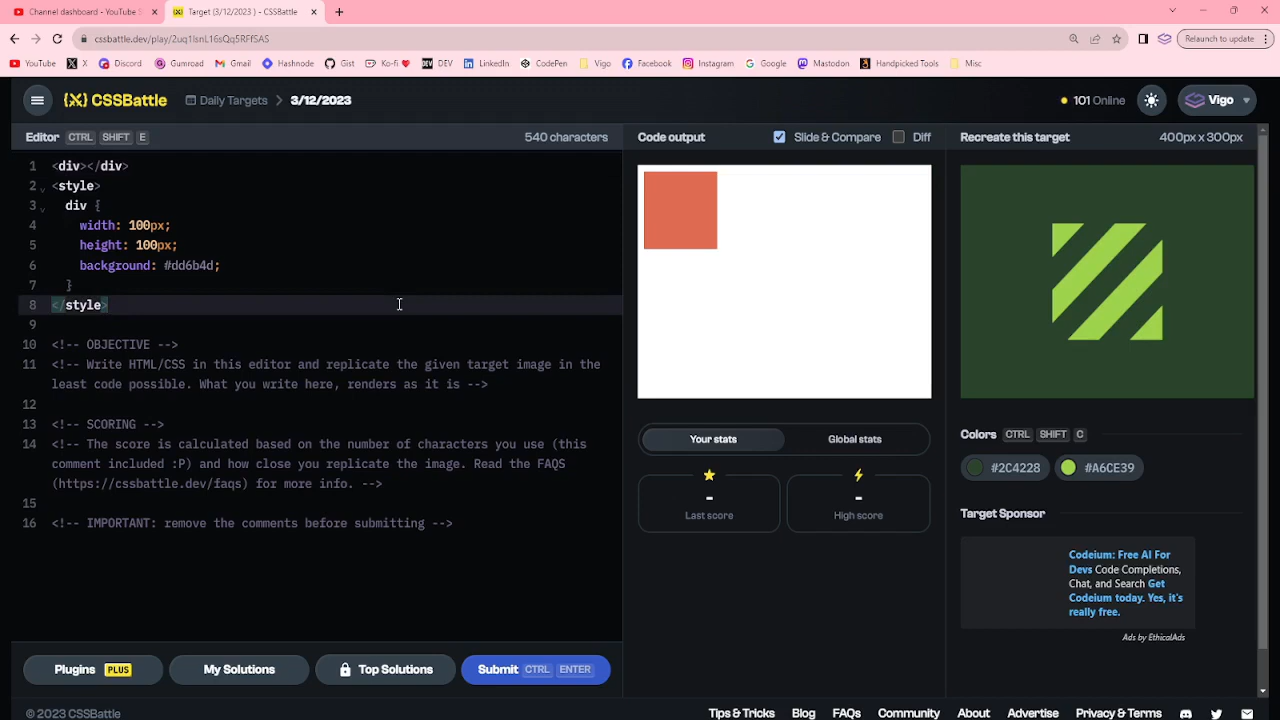 Channel dashboard - YouTube S
Target (3/12/2023 ) - CSSBattle
cssbattle.dev/play/2uq1lsnL16sQq5RFfSAS
Relaunch to update
YouTube X Discord Gumroad Gmail Hashnode Gist Ko-fi DEV LinkedIn CodePen Vigo Facebook Instagram Google Mastodon Handpicked Tools Misc
CSSBattle Daily Targets 3/12/2023 101 Online Vigo
Editor CTRL SHIFT E 540 characters
Code output Slide & Compare Diff
Recreate this target 400px x 300px
1 <div></div>
2 <style>
3 div {
4 width: 100px;
5 height: 100px;
6 background: #dd6b4d;
7 }
8 </style>
9
10 <!-- OBJECTIVE -->
11 <!-- Write HTML/CSS in this editor and replicate the given target image in the
least code possible. What you write here, renders as it is -->
12
13 <!-- SCORING -->
14 <!-- The score is calculated based on the number of characters you use (this
comment included :P) and how close you replicate the image. Read the FAQS
(https://cssbattle.dev/faqs) for more info. -->
15
16 <!-- IMPORTANT: remove the comments before submitting -->
Your stats Global stats
-
Last score
-
High score
Colors CTRL SHIFT C
#2C4228 #A6CE39
Target Sponsor
Codeium: Free AI For
Devs Code Completions,
Chat, and Search Get
Codeium today. Yes, it's
really free.
Ads by EthicalAds
Plugins PLUS My Solutions Top Solutions Submit CTRL ENTER
© 2023 CSSBattle
Tips & Tricks Blog FAQs Community About Advertise Privacy & Terms